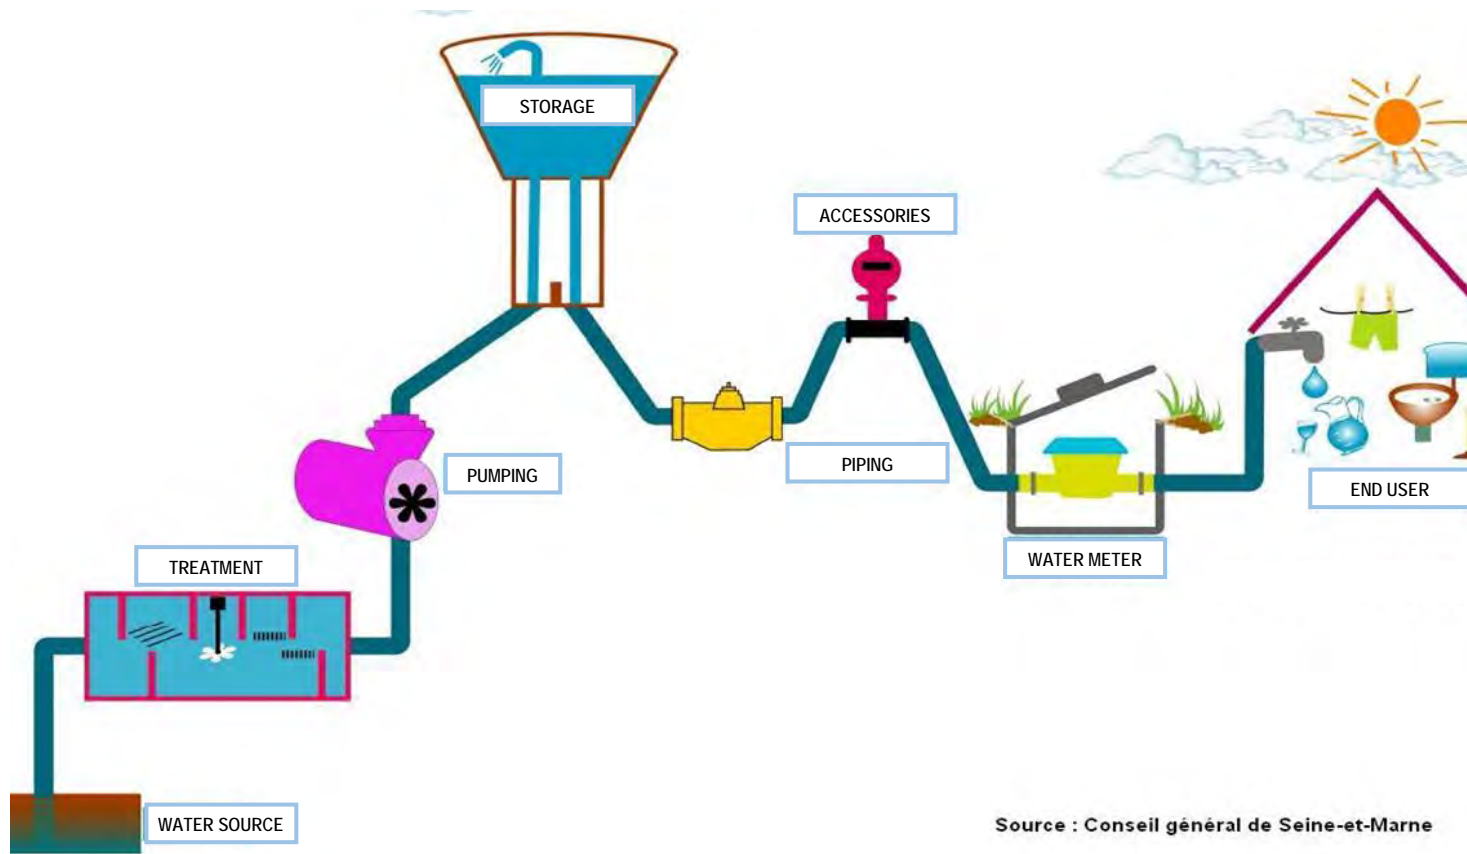 STORAGE
ACCESSORIES
PUMPING
PIPING
END USER
TREATMENT
WATER METER
WATER SOURCE
Source : Conseil général de Seine-et-Marne